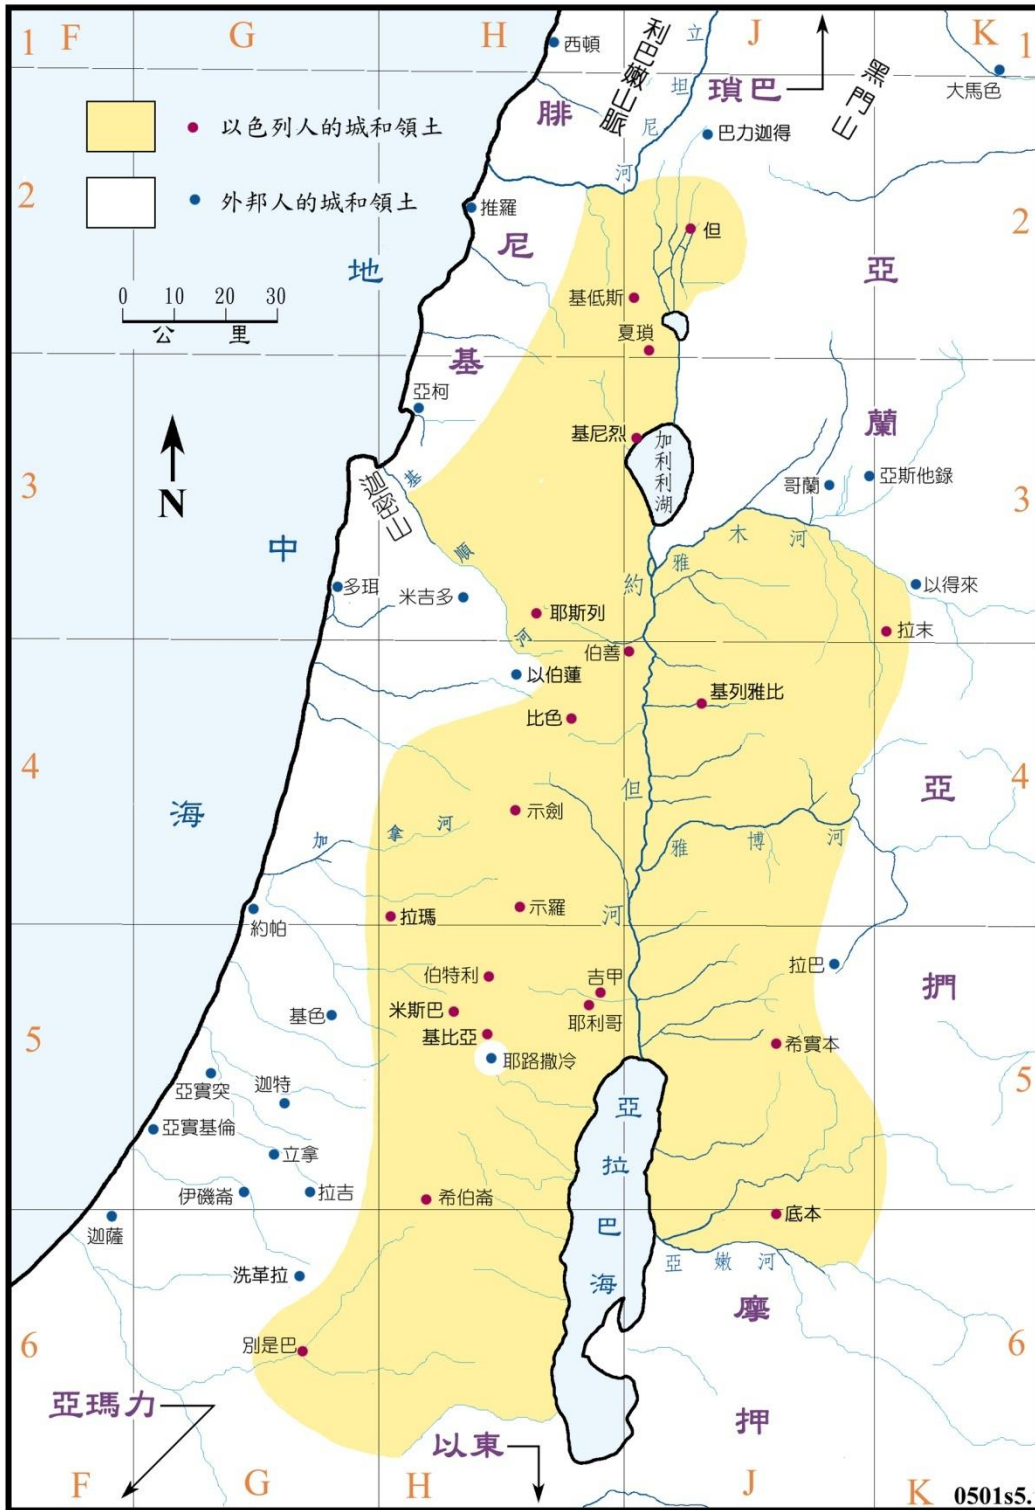 F G H J K
1 1
西頓
利巴嫩山脈
立坦尼河
瑣巴
黑門山
大馬色
以色列人的城和領土
外邦人的城和領土
0 10 20 30
公里
腓尼基
巴力迦得
2 2
推羅
但
亞蘭
地中海
基低斯
夏瑣
亞柯
基尼烈
加利利湖
哥蘭
亞斯他錄
3 3
N
迦密山
基順河
雅木河
多珥
米吉多
耶斯列
約但河
以得來
拉末
伯善
以伯蓮
基列雅比
比色
4 4
亞捫
示劍
加拿河
雅博河
示羅
拉瑪
約帕
伯特利
吉甲
拉巴
米斯巴
耶利哥
基色
基比亞
希實本
5 5
耶路撒冷
亞實突
迦特
亞實基倫
亞拉巴海
立拿
伊磯崙
拉吉
希伯崙
底本
迦薩
亞嫩河
洗革拉
摩押
別是巴
6 6
亞瑪力
以東
F G H J K
0501s5.